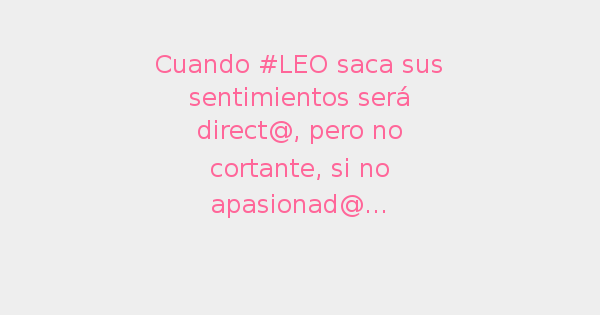 Cuando #LEO saca sus
sentimientos será
direct@, pero no
cortante, si no
apasionad@...